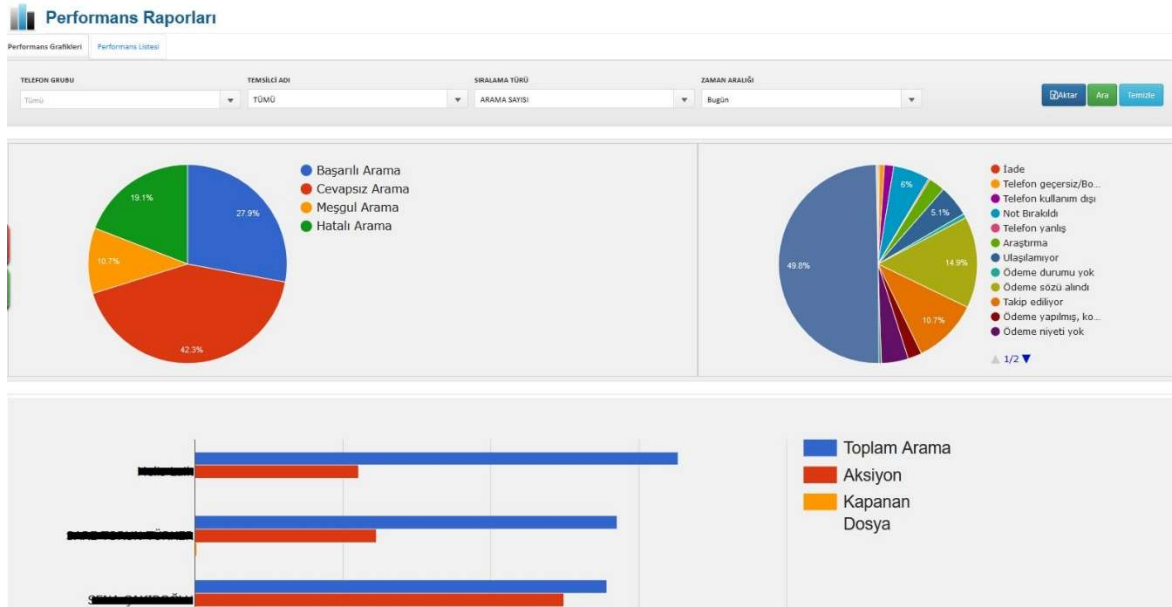 Performans Raporları
Performans Grafikleri
Performans Listesi
TELEFON GRUBU
TEMSİLCİ ADI
SIRALAMA TÜRÜ
ZAMAN ARALIĞI
Tümü
TÜMÜ
ARAMA SAYISI
Bugün
Aktar
Ara
Temizle
19.1%
27.9%
10.7%
42.3%
Başarılı Arama
Cevapsız Arama
Meşgul Arama
Hatalı Arama
6%
5.1%
49.8%
14.9%
10.7%
İade
Telefon geçersiz/Bo...
Telefon kullanım dışı
Not Bırakıldı
Telefon yanlış
Araştırma
Ulaşılamıyor
Ödeme durumu yok
Ödeme sözü alındı
Takip ediliyor
Ödeme yapılmış, ko...
Ödeme niyeti yok
1/2
Toplam Arama
Aksiyon
Kapanan
Dosya